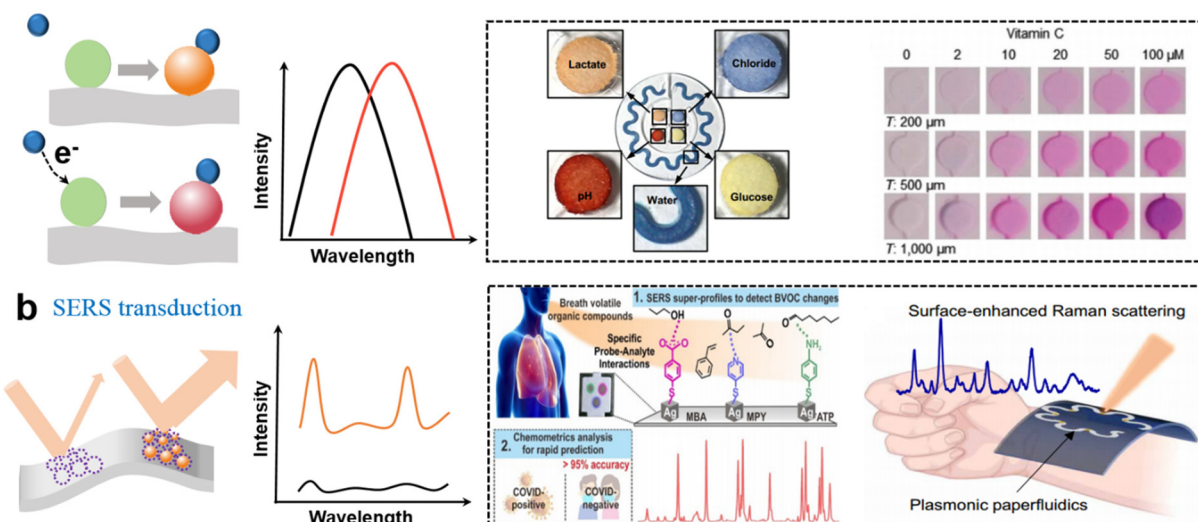 e-
Intensity
Wavelength
Lactate
Chloride
pH
Glucose
Water
Vitamin C
0 2 10 20 50 100 µM
T: 200 µm
T: 500 µm
T: 1,000 µm
b SERS transduction
Intensity
Wavelength
Breath volatile
organic compounds
1. SERS super-profiles to detect BVOC changes
Specific
Probe-Analyte
Interactions
OH
O
O
O O
N
NH₂
S S S
Ag Ag Ag
MBA MPY ATP
2. Chemometrics analysis
for rapid prediction
> 95% accuracy
COVID-
positive
COVID-
negative
Surface-enhanced Raman scattering
Plasmonic paperfluidics